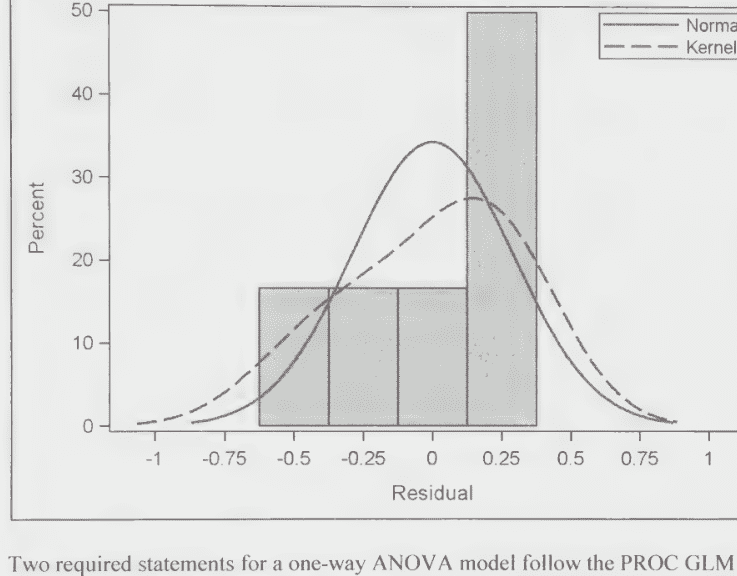 50
Norma
Kernel
40
30
Percent
20
10
0
-1 -0.75 -0.5 -0.25 0 0.25 0.5 0.75 1
Residual
Two required statements for a one-way ANOVA model follow the PROC GLM